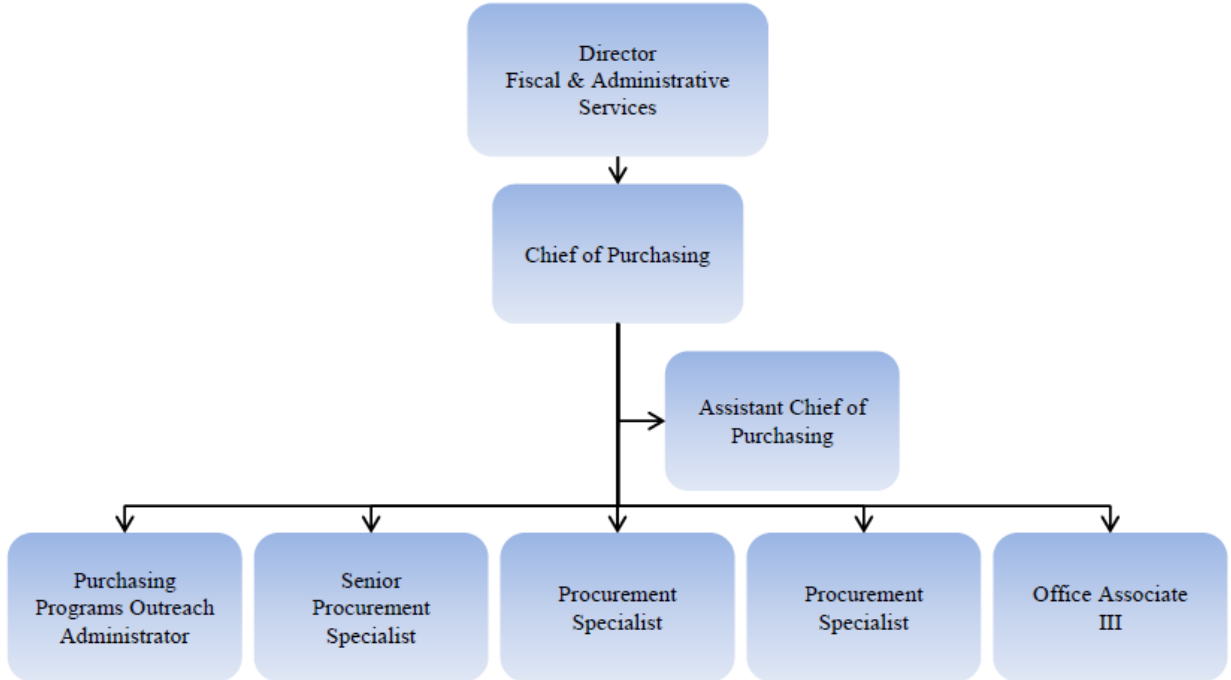 Director
Fiscal & Administrative
Services
Chief of Purchasing
Assistant Chief of
Purchasing
Purchasing
Programs Outreach
Administrator
Senior
Procurement
Specialist
Procurement
Specialist
Procurement
Specialist
Office Associate
III